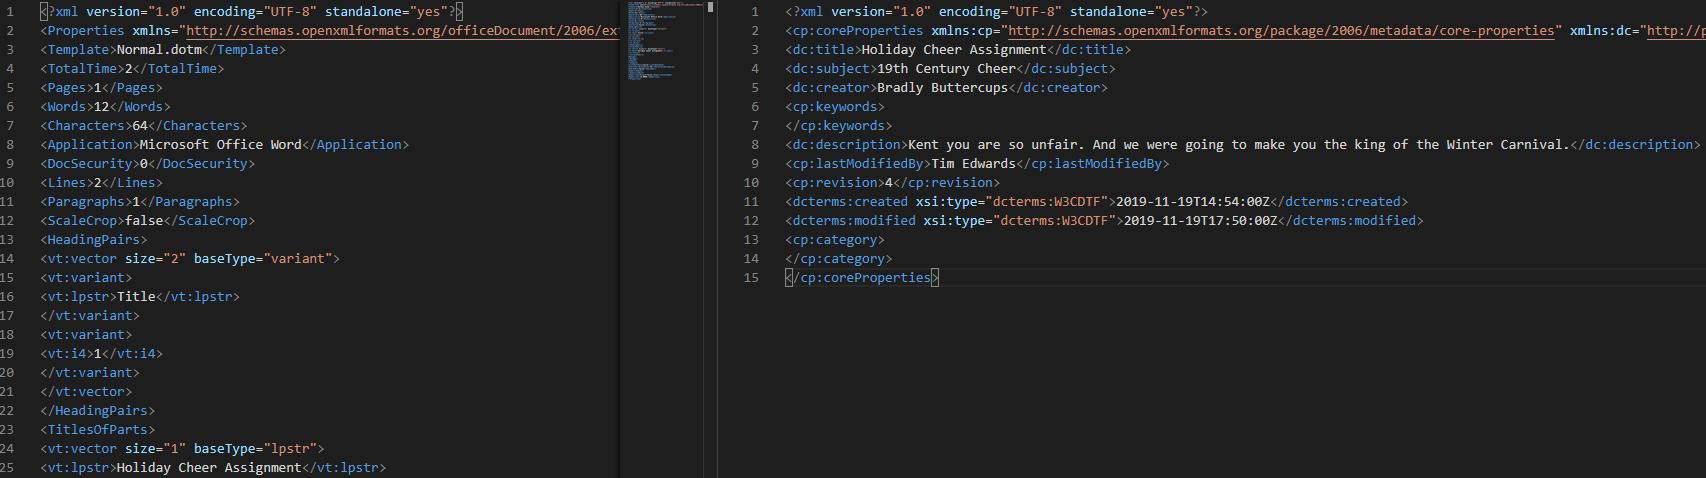 1 <?xml version="1.0" encoding="UTF-8" standalone="yes"?>
2 <Properties xmlns="http://schemas.openxmlformats.org/officeDocument/2006/ext
3 <Template>Normal.dotm</Template>
4 <TotalTime>2</TotalTime>
5 <Pages>1</Pages>
6 <Words>12</Words>
7 <Characters>64</Characters>
8 <Application>Microsoft Office Word</Application>
9 <DocSecurity>0</DocSecurity>
10 <Lines>2</Lines>
11 <Paragraphs>1</Paragraphs>
12 <ScaleCrop>false</ScaleCrop>
13 <HeadingPairs>
14 <vt:vector size="2" baseType="variant">
15 <vt:variant>
16 <vt:lpstr>Title</vt:lpstr>
17 </vt:variant>
18 <vt:variant>
19 <vt:i4>1</vt:i4>
20 </vt:variant>
21 </vt:vector>
22 </HeadingPairs>
23 <TitlesOfParts>
24 <vt:vector size="1" baseType="lpstr">
25 <vt:lpstr>Holiday Cheer Assignment</vt:lpstr>
1 <?xml version="1.0" encoding="UTF-8" standalone="yes"?>
2 <cp:coreProperties xmlns:cp="http://schemas.openxmlformats.org/package/2006/metadata/core-properties" xmlns:dc="http://p
3 <dc:title>Holiday Cheer Assignment</dc:title>
4 <dc:subject>19th Century Cheer</dc:subject>
5 <dc:creator>Bradly Buttercups</dc:creator>
6 <cp:keywords>
7 </cp:keywords>
8 <dc:description>Kent you are so unfair. And we were going to make you the king of the Winter Carnival.</dc:description>
9 <cp:lastModifiedBy>Tim Edwards</cp:lastModifiedBy>
10 <cp:revision>4</cp:revision>
11 <dcterms:created xsi:type="dcterms:W3CDTF">2019-11-19T14:54:00Z</dcterms:created>
12 <dcterms:modified xsi:type="dcterms:W3CDTF">2019-11-19T17:50:00Z</dcterms:modified>
13 <cp:category>
14 </cp:category>
15 </cp:coreProperties>